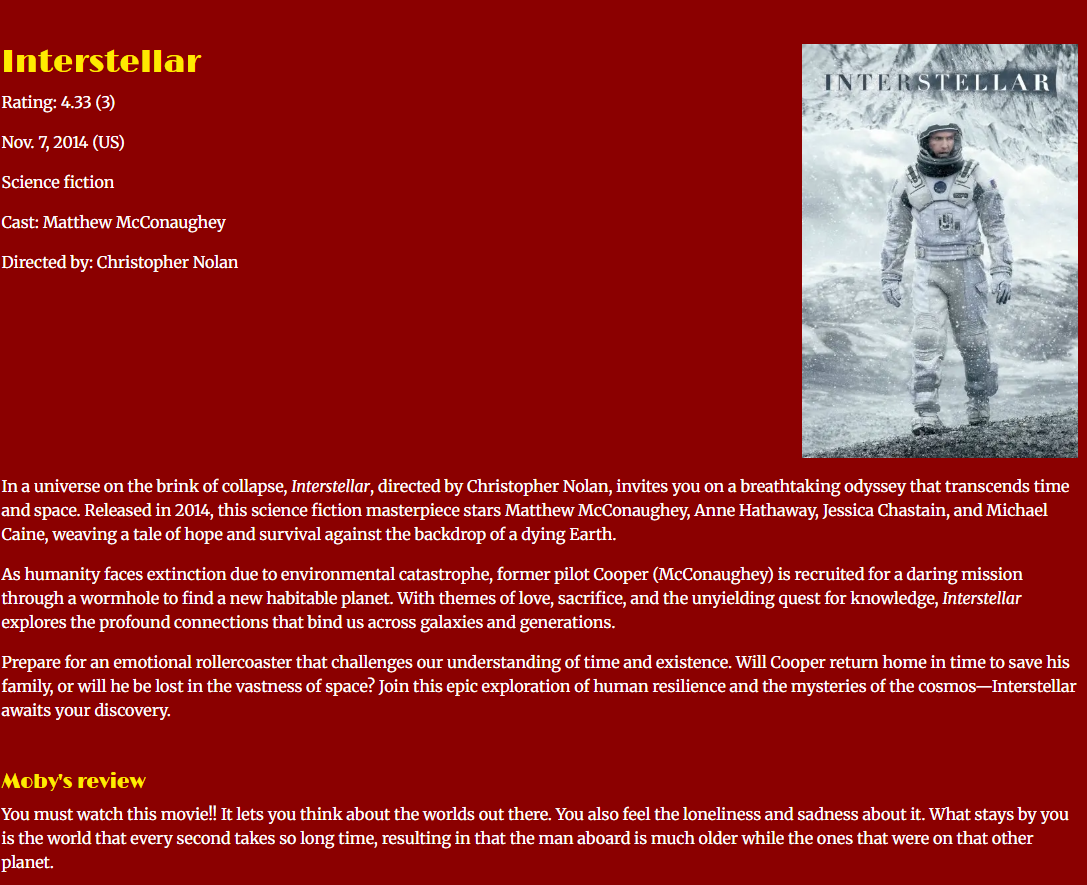 Interstellar
INTERSTELLAR
Rating: 4.33 (3)
Nov. 7, 2014 (US)
Science fiction
Cast: Matthew McConaughey
Directed by: Christopher Nolan
In a universe on the brink of collapse, Interstellar, directed by Christopher Nolan, invites you on a breathtaking odyssey that transcends time
and space. Released in 2014, this science fiction masterpiece stars Matthew McConaughey, Anne Hathaway, Jessica Chastain, and Michael
Caine, weaving a tale of hope and survival against the backdrop of a dying Earth.
As humanity faces extinction due to environmental catastrophe, former pilot Cooper (McConaughey) is recruited for a daring mission
through a wormhole to find a new habitable planet. With themes of love, sacrifice, and the unyielding quest for knowledge, Interstellar
explores the profound connections that bind us across galaxies and generations.
Prepare for an emotional rollercoaster that challenges our understanding of time and existence. Will Cooper return home in time to save his
family, or will he be lost in the vastness of space? Join this epic exploration of human resilience and the mysteries of the cosmos—Interstellar
awaits your discovery.
Moby's review
You must watch this movie!! It lets you think about the worlds out there. You also feel the loneliness and sadness about it. What stays by you
is the world that every second takes so long time, resulting in that the man aboard is much older while the ones that were on that other
planet.